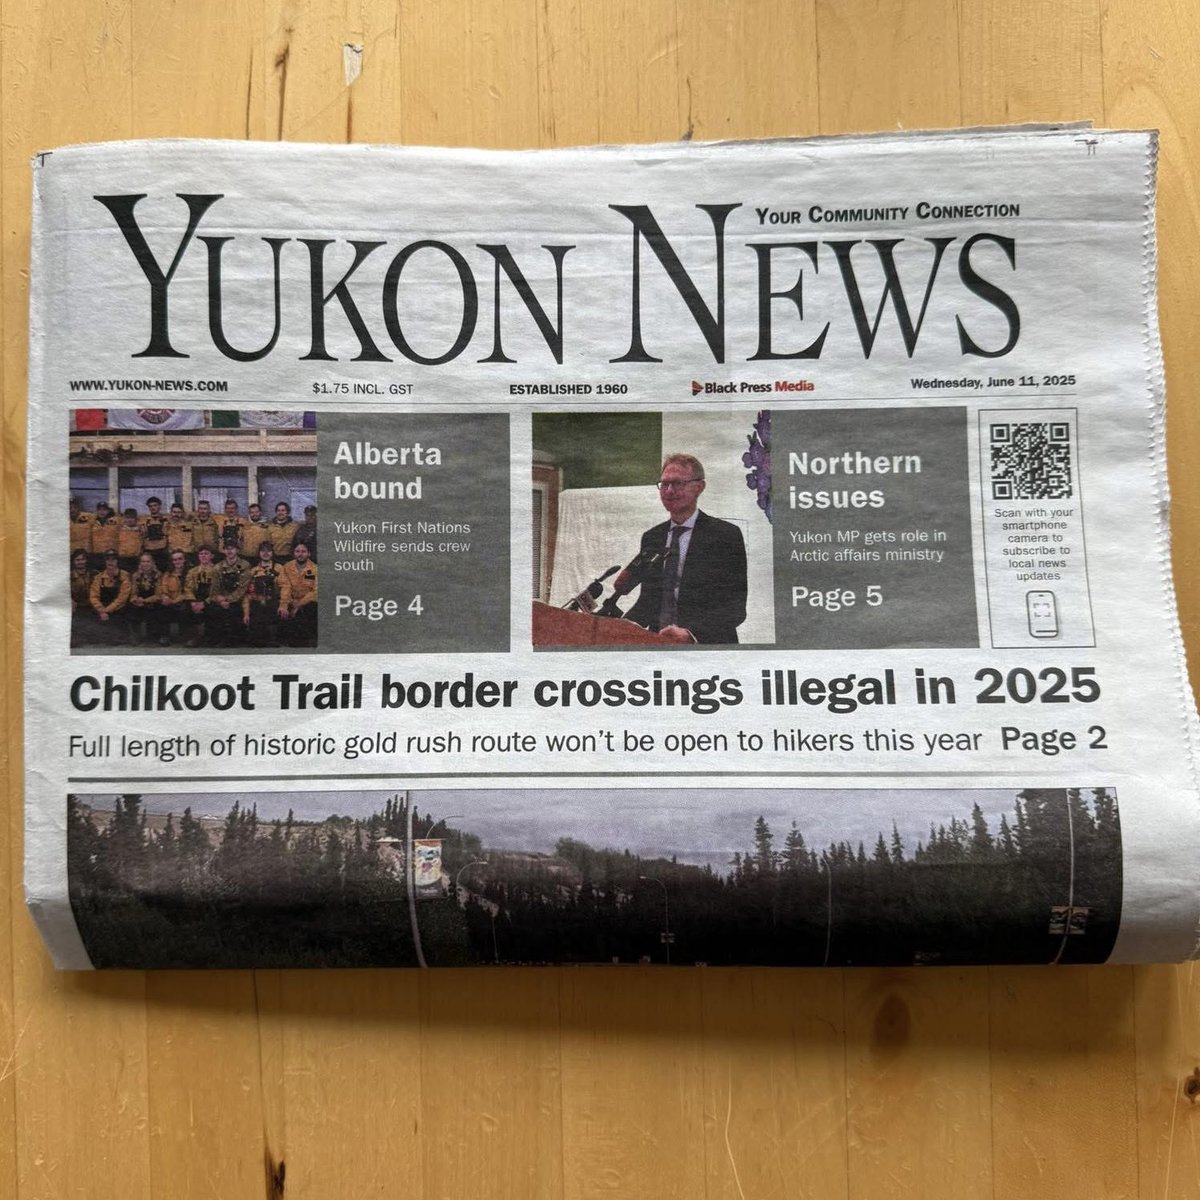 YOUR COMMUNITY CONNECTION
YUKON NEWS
WWW.YUKON-NEWS.COM
$1.75 INCL. GST
ESTABLISHED 1960
Black Press Media
Wednesday, June 11, 2025
Alberta
bound
Yukon First Nations
Wildfire sends crew
south
Page 4
Northern
issues
Yukon MP gets role in
Arctic affairs ministry
Page 5
Scan with your
smartphone
camera to
subscribe to
local news
updates
Chilkoot Trail border crossings illegal in 2025
Full length of historic gold rush route won't be open to hikers this year Page 2